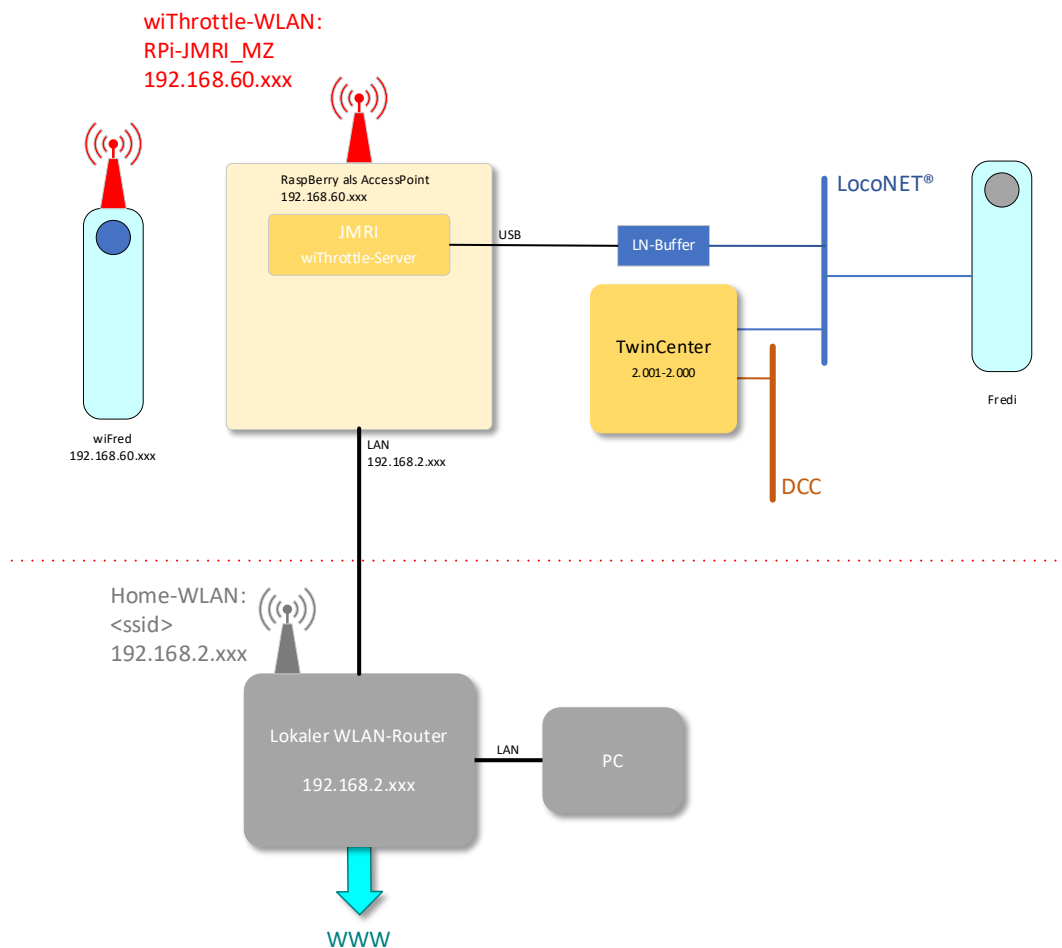 wiThrottle-WLAN:
RPi-JMRI_MZ
192.168.60.xxx
RaspBerry als AccessPoint
192.168.60.xxx
JMRI
wiThrottle-Server
USB
LN-Buffer
LocoNET®
TwinCenter
2.001-2.000
Fredi
wiFred
192.168.60.xxx
LAN
192.168.2.xxx
DCC
Home-WLAN:
<ssid>
192.168.2.xxx
Lokaler WLAN-Router
192.168.2.xxx
LAN
PC
WWW